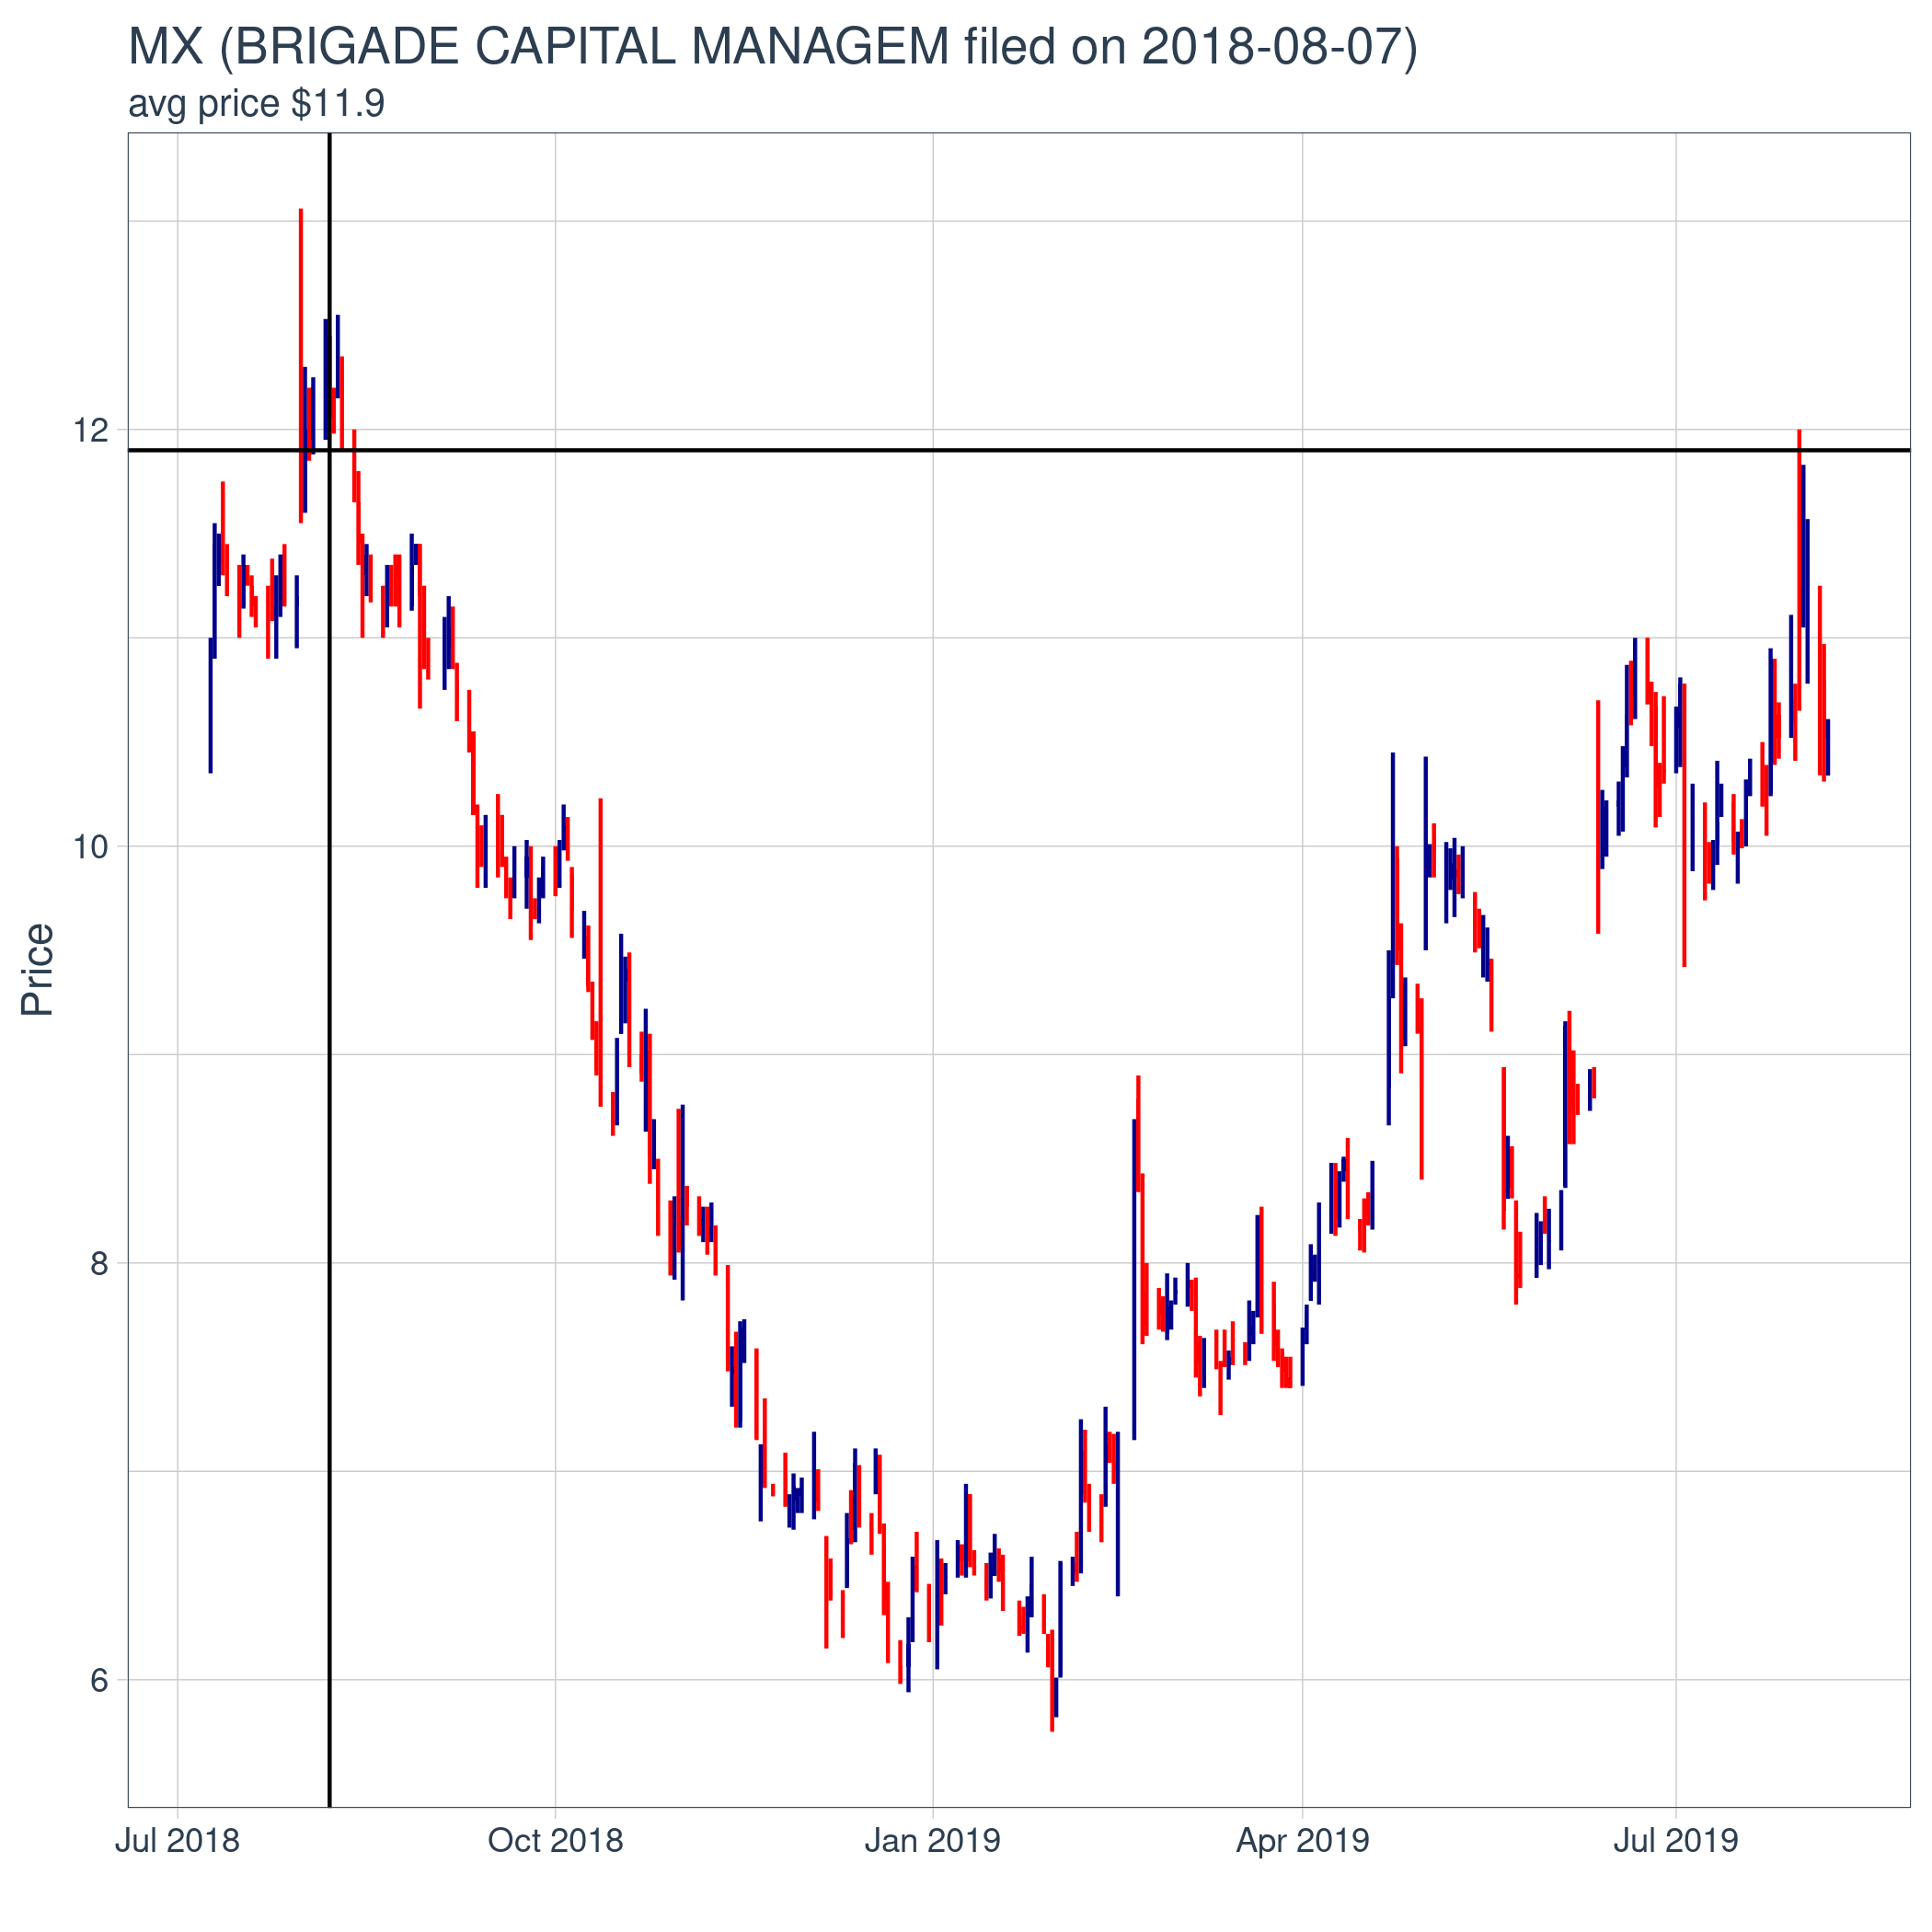 MX (BRIGADE CAPITAL MANAGEM filed on 2018-08-07)
avg price $11.9
12
10
8
6
Price
Jul 2018
Oct 2018
Jan 2019
Apr 2019
Jul 2019